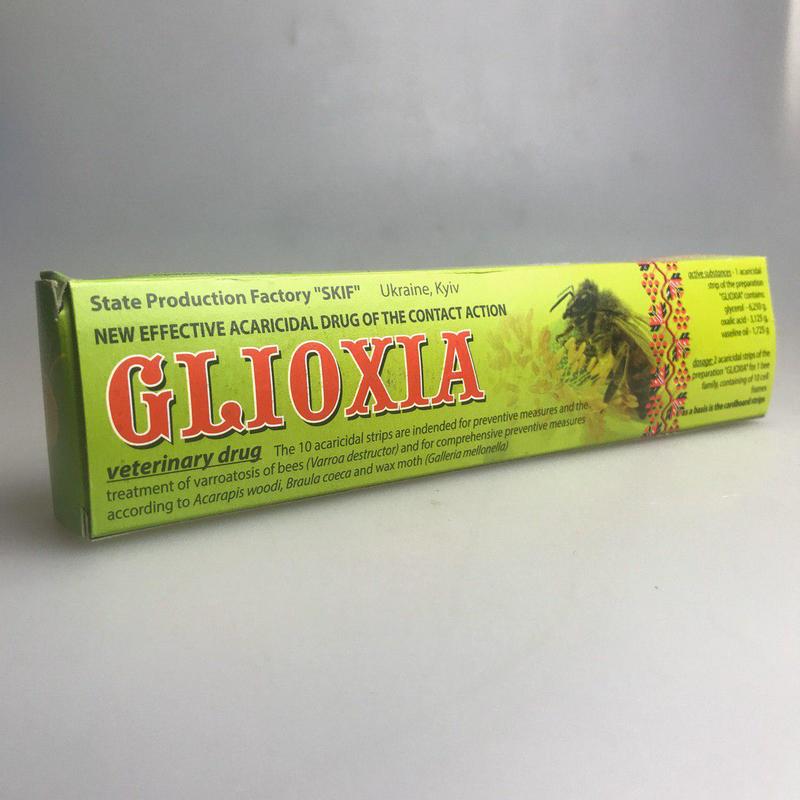 State Production Factory "SKIF" Ukraine, Kyiv
NEW EFFECTIVE ACARICIDAL DRUG OF THE CONTACT ACTION
GLIOXIA
veterinary drug The 10 acaricidal strips are indended for preventive measures and the
treatment of varroatosis of bees (Varroa destructor) and for comprehensive preventive measures
according to Acarapis woodi, Braula coeca and wax moth (Galleria mellonella)
active substances - 1 acaricidal
strip of the preparation
"GLIOXIA" contains:
glycerol - 6,250 g,
oxalic acid - 3,125 g,
vaseline oil - 1,725 g
dosage: 2 acaricidal strips of the
preparation "GLIOXIA" for 1 bee
family, containing of 10 cell
frames
as a basis is the cardboard strips